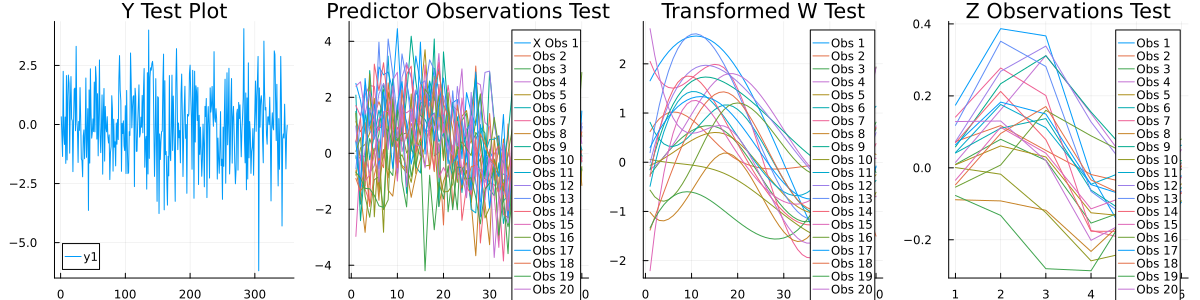 Y Test Plot
2.5
0.0
−2.5
−5.0
y1
0
100
200
300
Predictor Observations Test
4
2
0
−2
−4
0
10
20
30
X Obs 1
Obs 2
Obs 3
Obs 4
Obs 5
Obs 6
Obs 7
Obs 8
Obs 9
Obs 10
Obs 11
Obs 12
Obs 13
Obs 14
Obs 15
Obs 16
Obs 17
Obs 18
Obs 19
Obs 20
Transformed W Test
2
1
0
−1
−2
0
10
20
30
Obs 1
Obs 2
Obs 3
Obs 4
Obs 5
Obs 6
Obs 7
Obs 8
Obs 9
Obs 10
Obs 11
Obs 12
Obs 13
Obs 14
Obs 15
Obs 16
Obs 17
Obs 18
Obs 19
Obs 20
Z Observations Test
0.4
0.2
0.0
−0.2
1
2
3
4
Obs 1
Obs 2
Obs 3
Obs 4
Obs 5
Obs 6
Obs 7
Obs 8
Obs 9
Obs 10
Obs 11
Obs 12
Obs 13
Obs 14
Obs 15
Obs 16
Obs 17
Obs 18
Obs 19
Obs 20